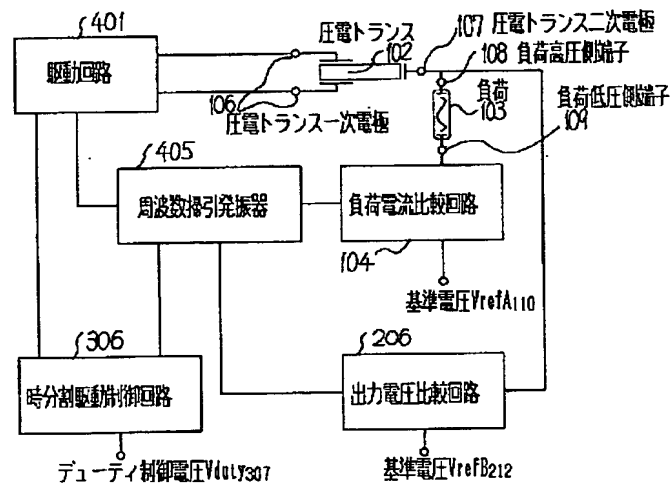 401
駆動回路
圧電トランス
102
107 圧電トランス二次電極
108 負荷高圧側端子
106
圧電トランス一次電極
負荷
103
負荷低圧側端子
109
405
周波数掃引発振器
負荷電流比較回路
104
基準電圧VrefA110
306
時分割駆動制御回路
デューティ制御電圧Vduty307
206
出力電圧比較回路
基準電圧VrefB212